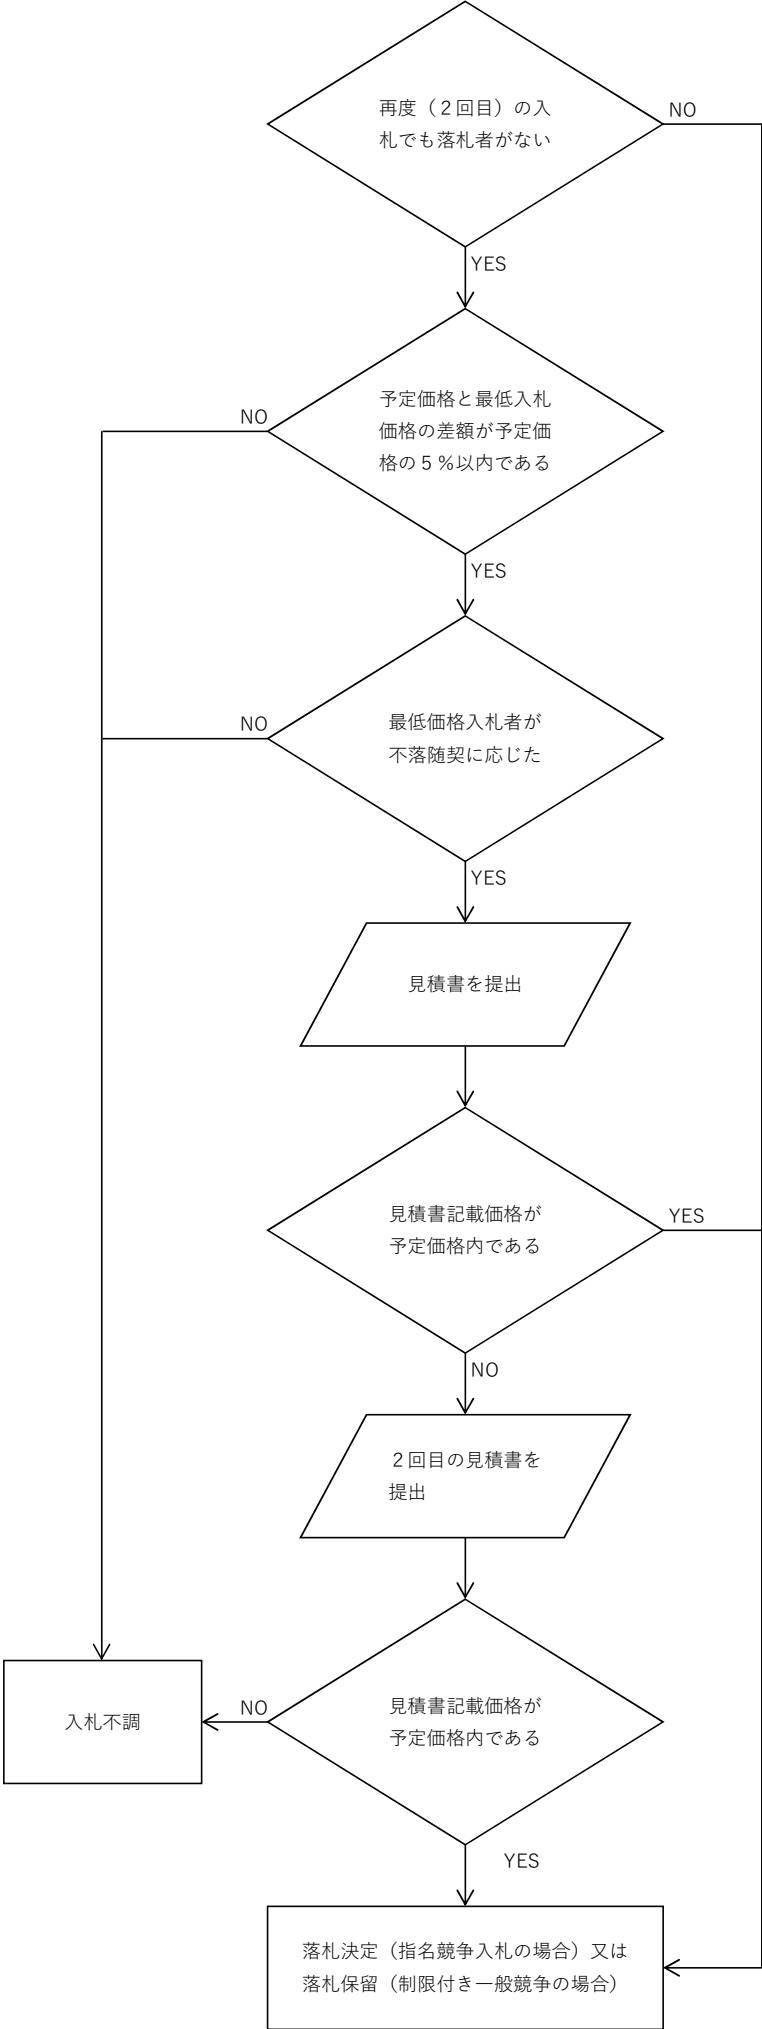 再度（２回目）の入
札でも落札者がない
NO
YES
予定価格と最低入札
価格の差額が予定価
格の５％以内である
NO
YES
最低価格入札者が
不落随契に応じた
NO
YES
見積書を提出
見積書記載価格が
予定価格内である
YES
NO
２回目の見積書を
提出
見積書記載価格が
予定価格内である
NO
入札不調
YES
落札決定（指名競争入札の場合）又は
落札保留（制限付き一般競争の場合）